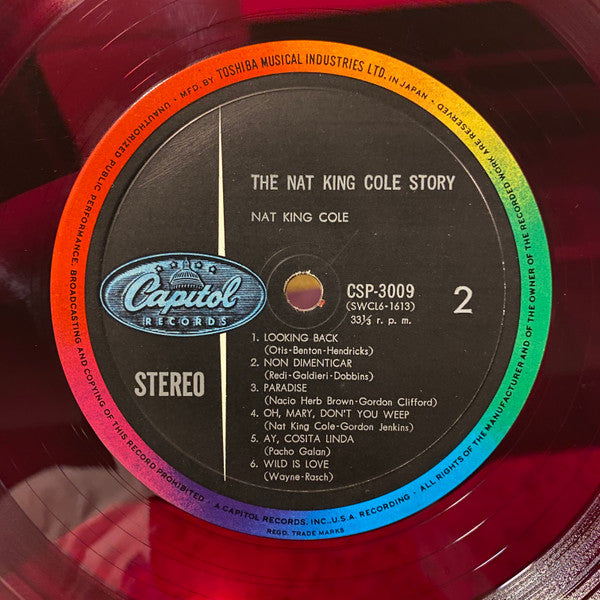 MFD. BY TOSHIBA MUSICAL INDUSTRIES LTD. IN JAPAN • UNAUTHORIZED PUBLIC PERFORMANCE, BROADCASTING AND COPYING OF THIS RECORD PROHIBITED • A CAPITOL RECORDS, INC., U.S.A. RECORDING • ALL RIGHTS OF THE MANUFACTURER AND OF THE OWNER OF THE RECORDED WORK ARE RESERVED •
REGD. TRADE MARKS
THE NAT KING COLE STORY
NAT KING COLE
Capitol
RECORDS
STEREO
CSP-3009
(SWCL6-1613)
33⅓ r. p. m.
2
1. LOOKING BACK
(Otis-Benton-Hendricks)
2. NON DIMENTICAR
(Redi-Galdieri-Dobbins)
3. PARADISE
(Nacio Herb Brown-Gordon Clifford)
4. OH, MARY, DON'T YOU WEEP
(Nat King Cole-Gordon Jenkins)
5. AY, COSITA LINDA
(Pacho Galan)
6. WILD IS LOVE
(Wayne-Rasch)